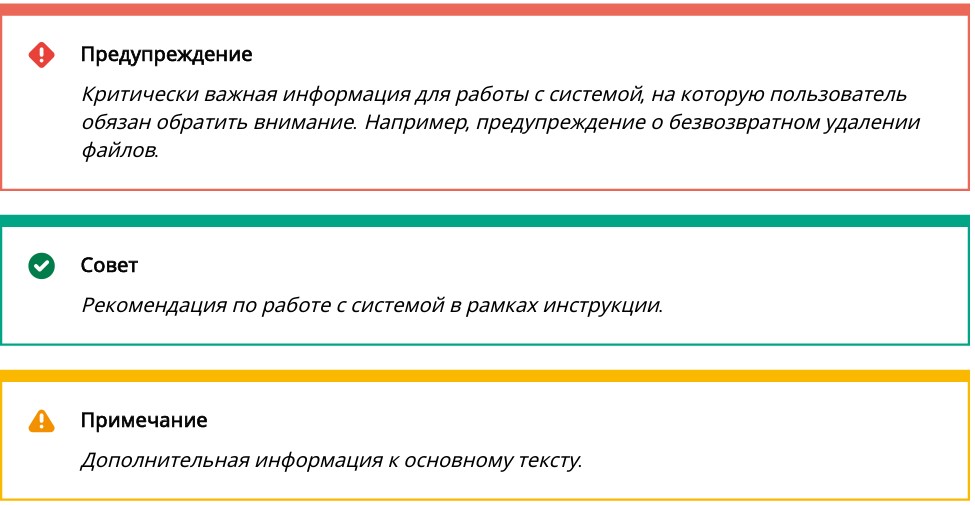 Предупреждение
Критически важная информация для работы с системой, на которую пользователь
обязан обратить внимание. Например, предупреждение о безвозвратном удалении
файлов.
Совет
Рекомендация по работе с системой в рамках инструкции.
Примечание
Дополнительная информация к основному тексту.